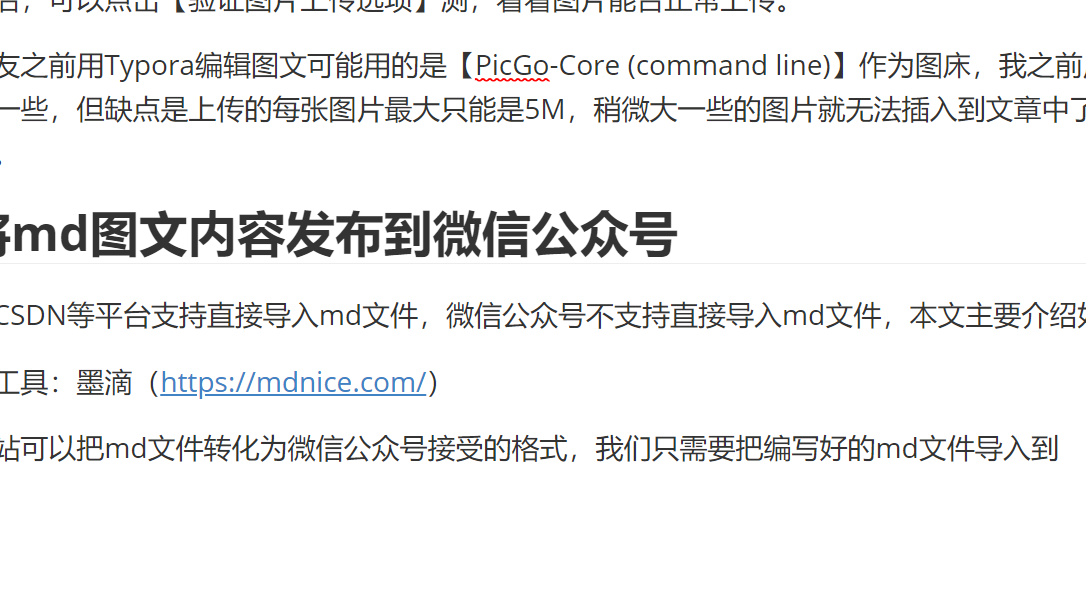 后，可以点击【验证图片上传选项】测，看看图片能否正常上传。
友之前用Typora编辑图文可能用的是【PicGo-Core (command line)】作为图床，我之前
一些，但缺点是上传的每张图片最大只能是5M，稍微大一些的图片就无法插入到文章中了
。
将md图文内容发布到微信公众号
CSDN等平台支持直接导入md文件，微信公众号不支持直接导入md文件，本文主要介绍如
工具：墨滴（https://mdnice.com/）
站可以把md文件转化为微信公众号接受的格式，我们只需要把编写好的md文件导入到